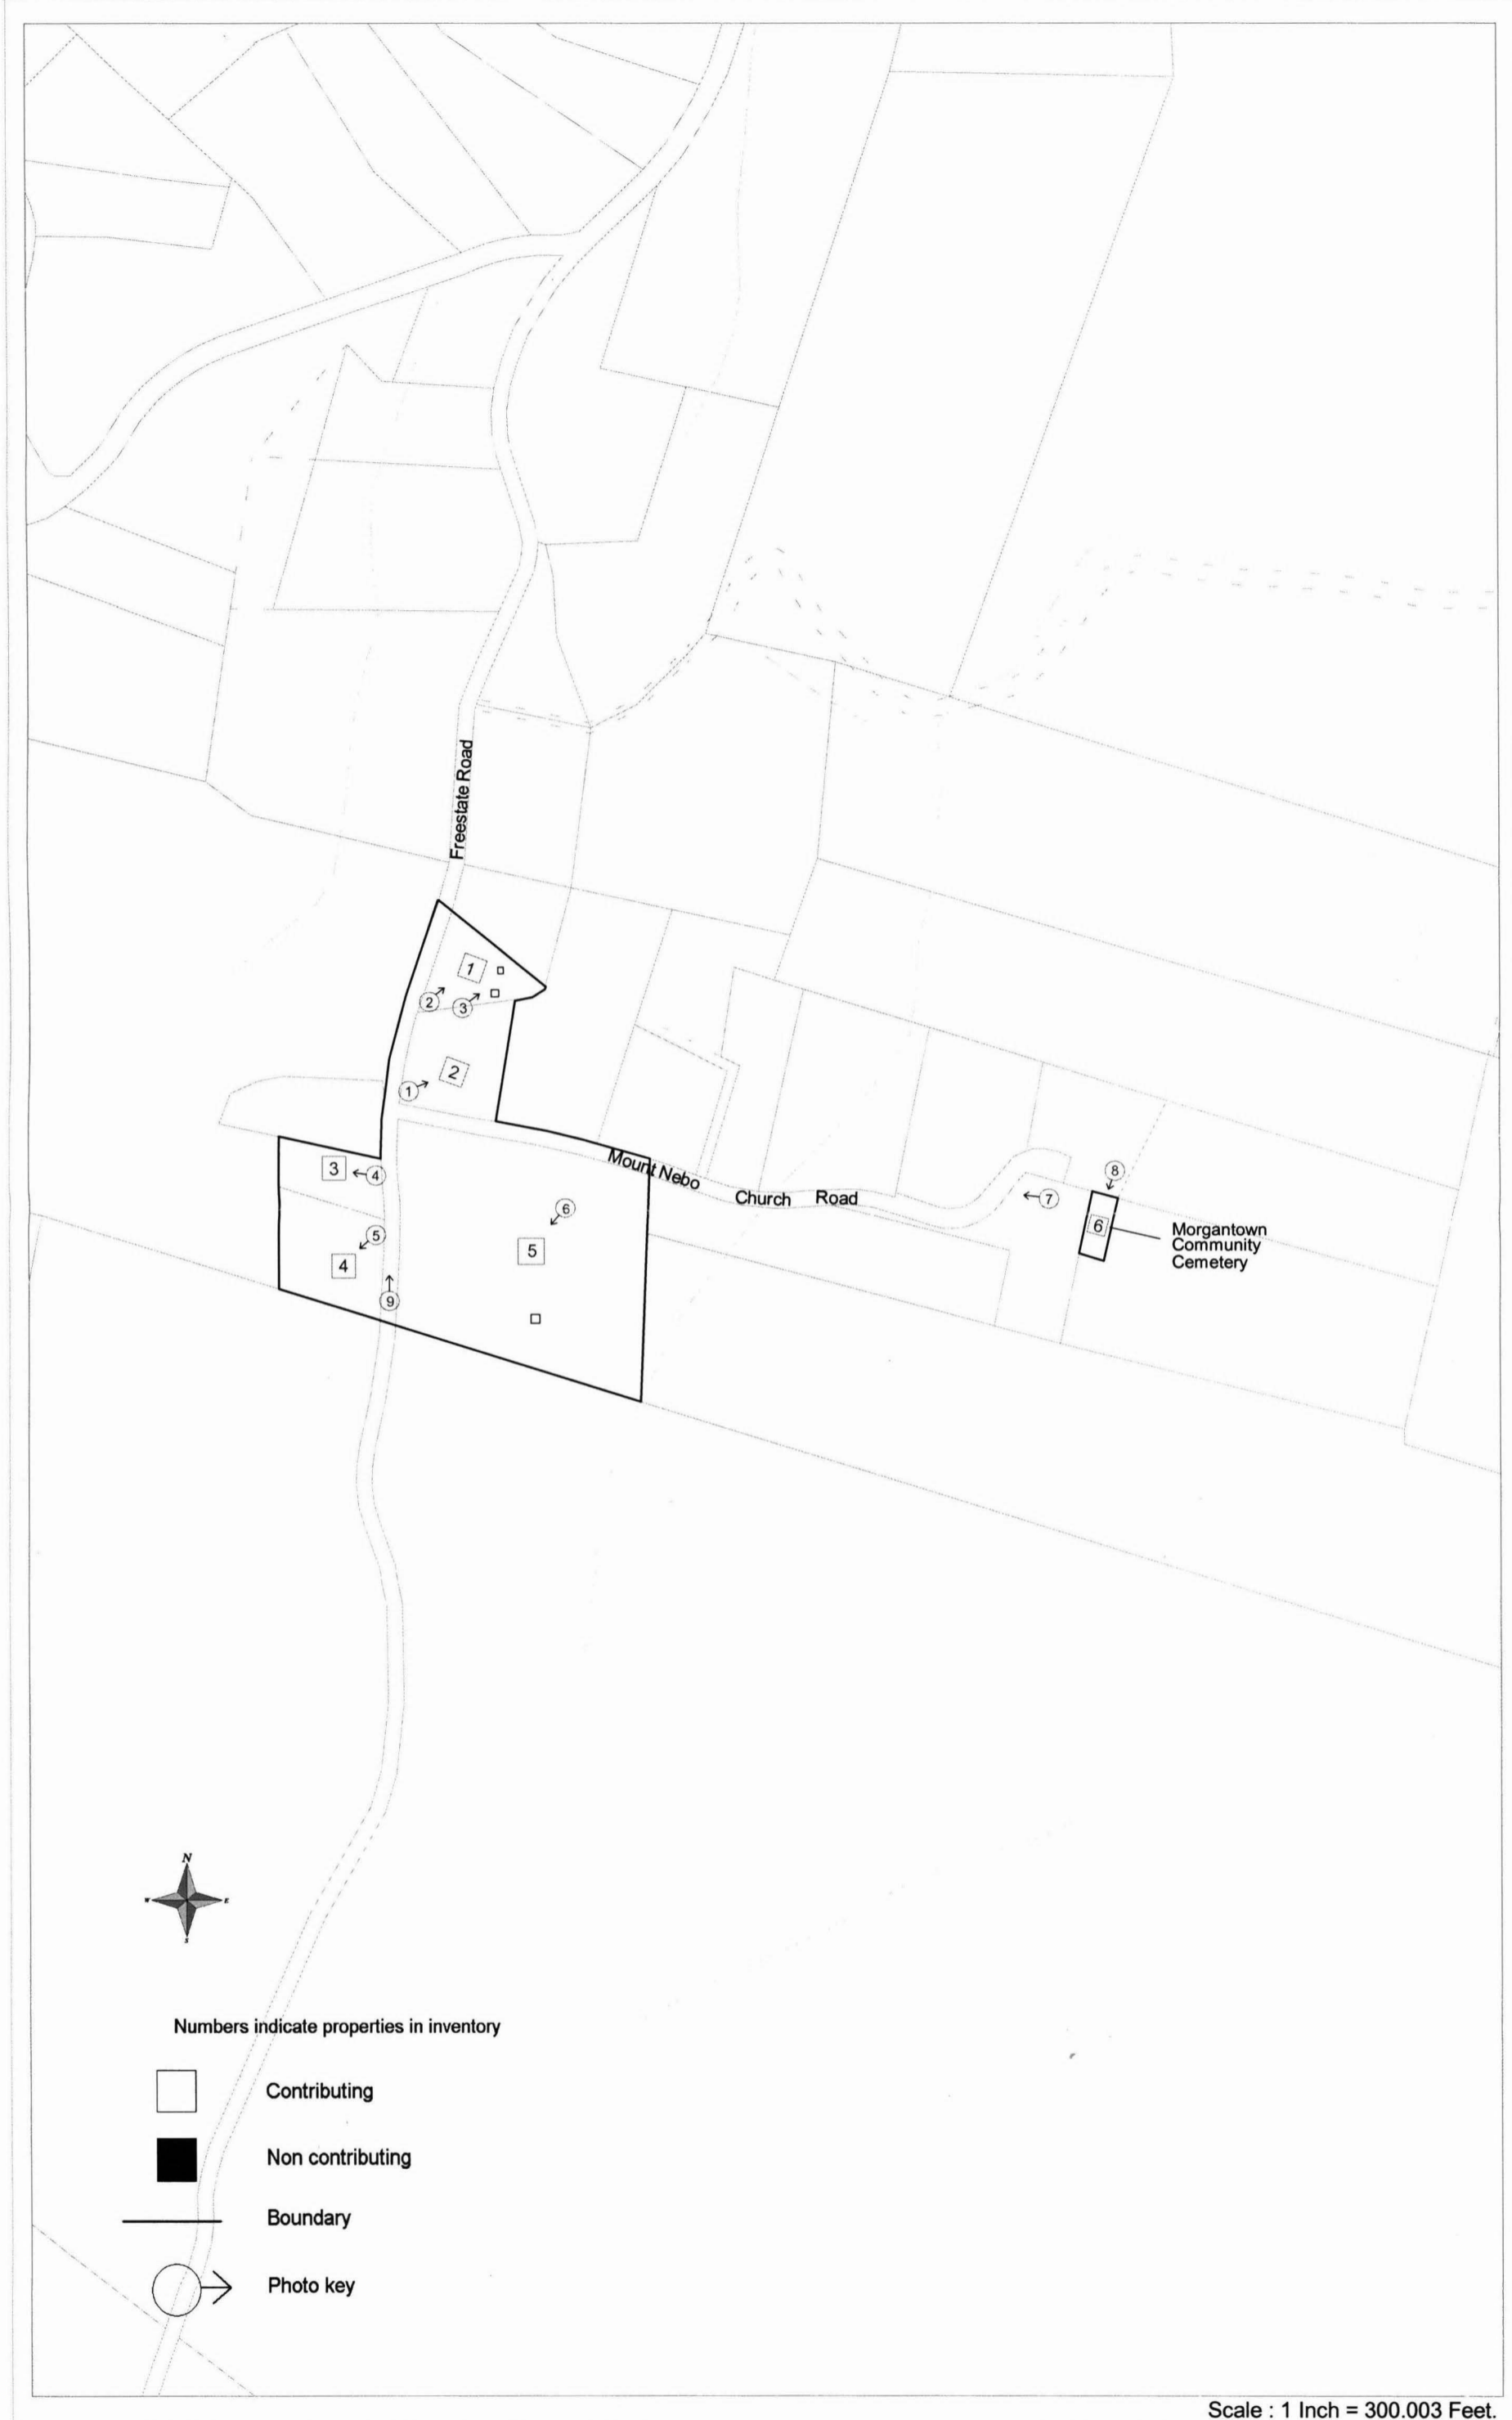 Freestate Road
1
2
3
2
1
3
4
Mount Nebo
Church Road
8
7
6
6
5
5
4
9
Morgantown
Community
Cemetery
N
W
E
S
Numbers indicate properties in inventory
Contributing
Non contributing
Boundary
Photo key
Scale : 1 Inch = 300.003 Feet.